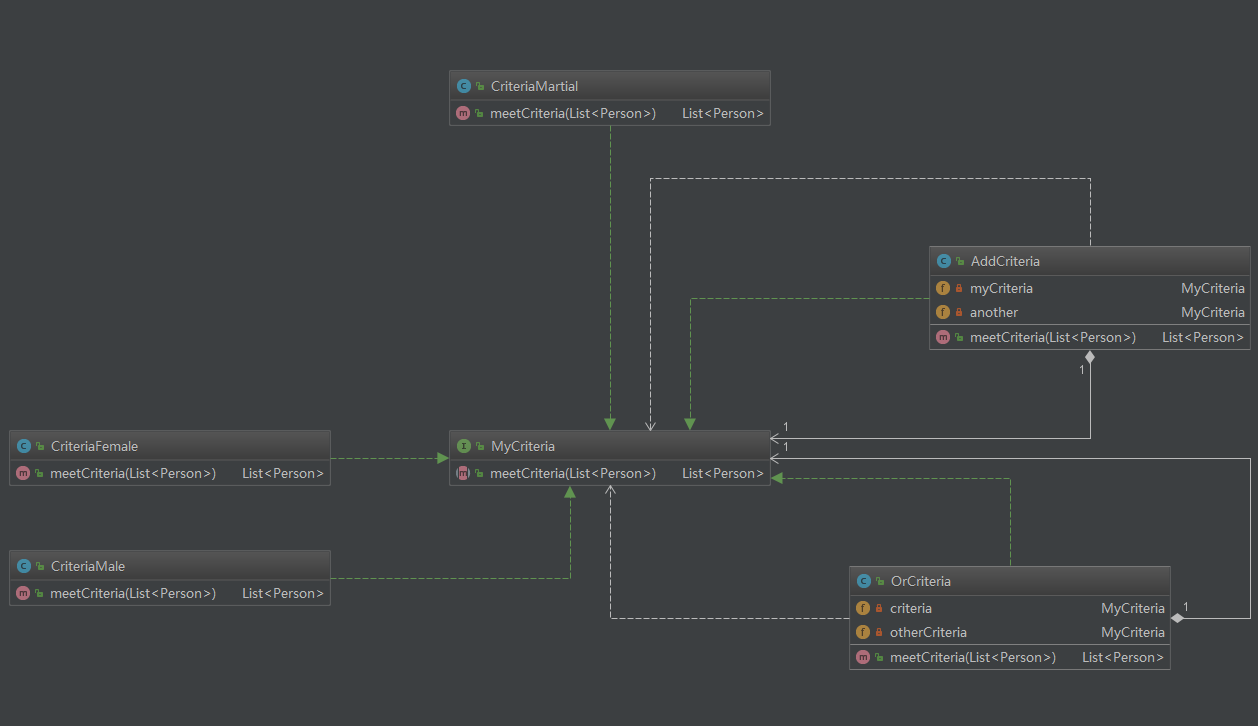 CriteriaMartial
meetCriteria(List<Person>) List<Person>
AddCriteria
myCriteria MyCriteria
another MyCriteria
meetCriteria(List<Person>) List<Person>
1
1
1
CriteriaFemale
meetCriteria(List<Person>) List<Person>
MyCriteria
meetCriteria(List<Person>) List<Person>
CriteriaMale
meetCriteria(List<Person>) List<Person>
OrCriteria
criteria MyCriteria
otherCriteria MyCriteria
meetCriteria(List<Person>) List<Person>
1